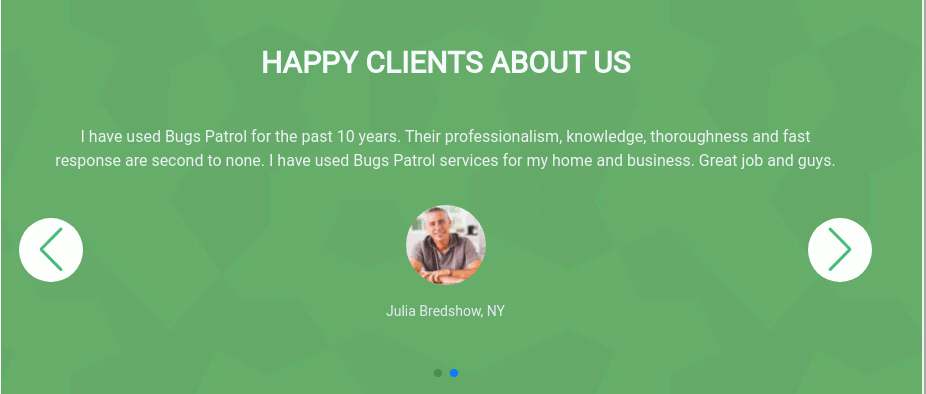 HAPPY CLIENTS ABOUT US
I have used Bugs Patrol for the past 10 years. Their professionalism, knowledge, thoroughness and fast
response are second to none. I have used Bugs Patrol services for my home and business. Great job and guys.
Julia Bredshow, NY